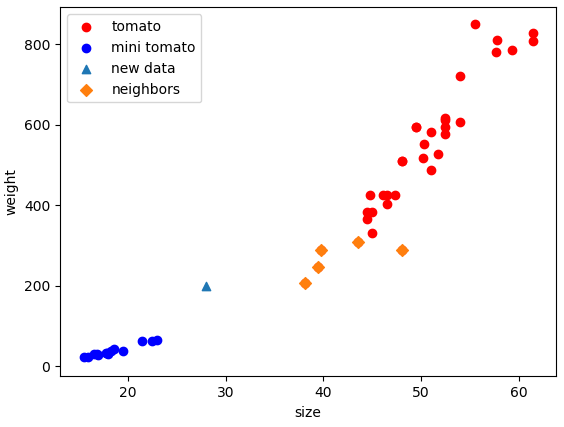 tomato
mini tomato
new data
neighbors
800
600
400
200
0
weight
20 30 40 50 60
size